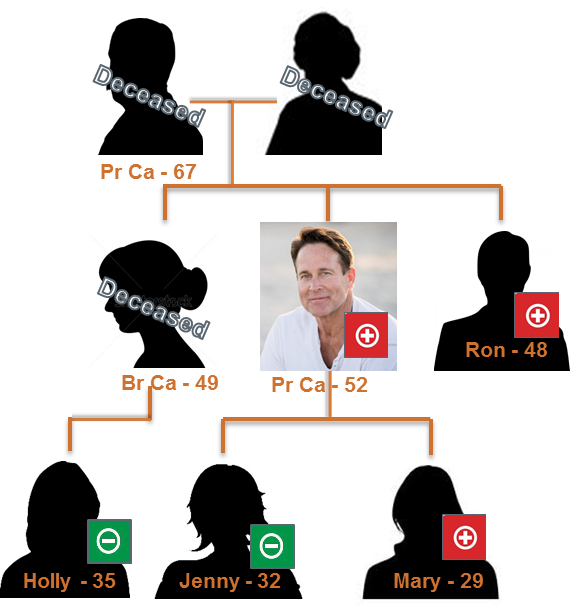 Deceased
Deceased
Pr Ca - 67
Deceased
Ron - 48
Br Ca - 49
Pr Ca - 52
Holly - 35
Jenny - 32
Mary - 29